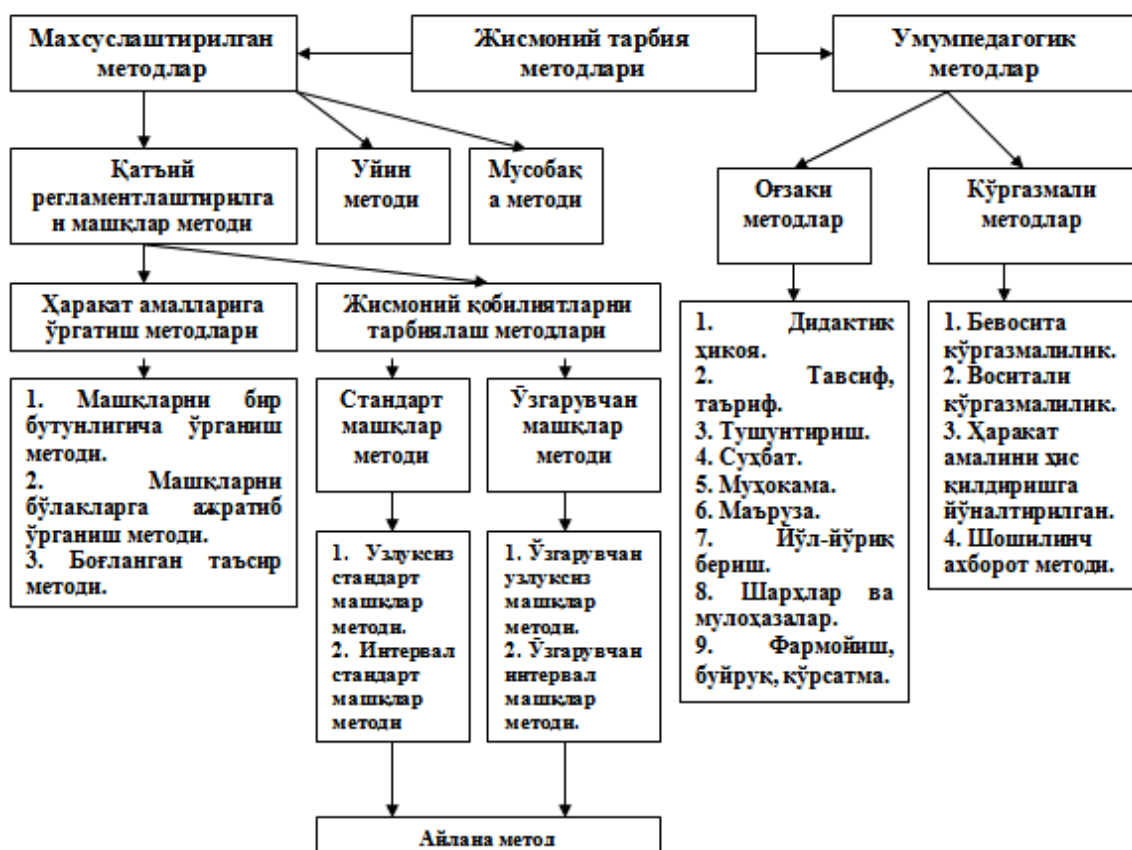 Махсуслаштирилган
методлар
Жисмоний тарбия
методлари
Умумпедагогик
методлар
Қатъий
регламентлаштирилга
н машқлар методи
Уйин
методи
Мусобақ
а методи
Оғзаки
методлар
Кўргазмали
методлар
Ҳаракат амалларига
ўргатиш методлари
Жисмоний қобилиятларни
тарбиялаш методлари
1. Машқларни бир
бутунлигича ўрганиш
методи.
2. Машқларни
бўлакларга ажратиб
ўрганиш методи.
3. Боғланган таъсир
методи.
Стандарт
машқлар
методи
Ўзгарувчан
машқлар
методи
1. Узлуксиз
стандарт
машқлар
методи.
2. Интервал
стандарт
машқлар
методи
1. Ўзгарувчан
узлуксиз
машқлар
методи.
2. Ўзгарувчан
интервал
машқлар
методи.
Айлана метод
1. Дидактик
ҳикоя.
2. Тавсиф,
таъриф.
3. Тушунтириш.
4. Суҳбат.
5. Муҳокама.
6. Маъруза.
7. Йўл-йўриқ
бериш.
8. Шарҳлар ва
мулоҳазалар.
9. Фармойиш,
буйруқ, кўрсатма.
1. Бевосита
кўргазмалилик.
2. Воситали
кўргазмалилик.
3. Ҳаракат
амалини ҳис
қилдиришга
йўналтирилган.
4. Шошилинч
ахборот методи.